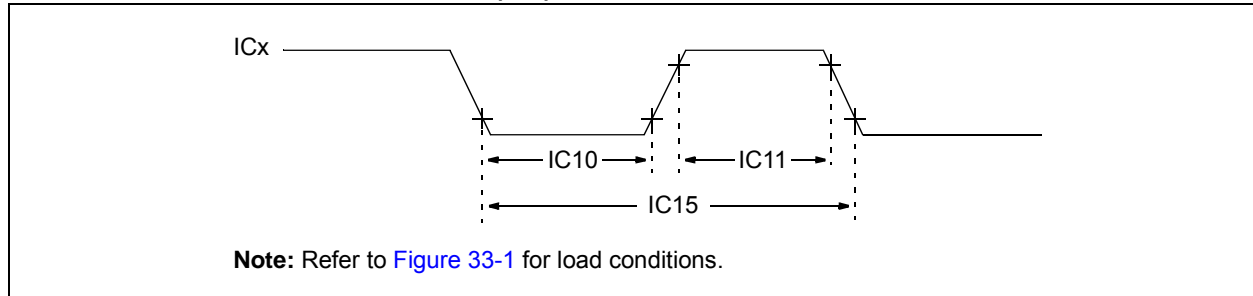 ICx
IC10
IC11
IC15
Note: Refer to Figure 33-1 for load conditions.